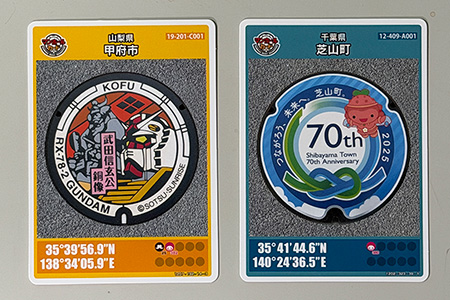 山梨県
甲府市
19-201-C001
KOFU
RX-78-2 GUNDAM
武田信玄公
銅像
©SOTSU·SUNRISE
35°39'56.9"N
138°34'05.9"E
千葉県
芝山町
12-409-A001
つながろう、未来へ。芝山町。
70th
Shibayama Town
70th Anniversary
2025
35°41'44.6"N
140°24'36.5"E